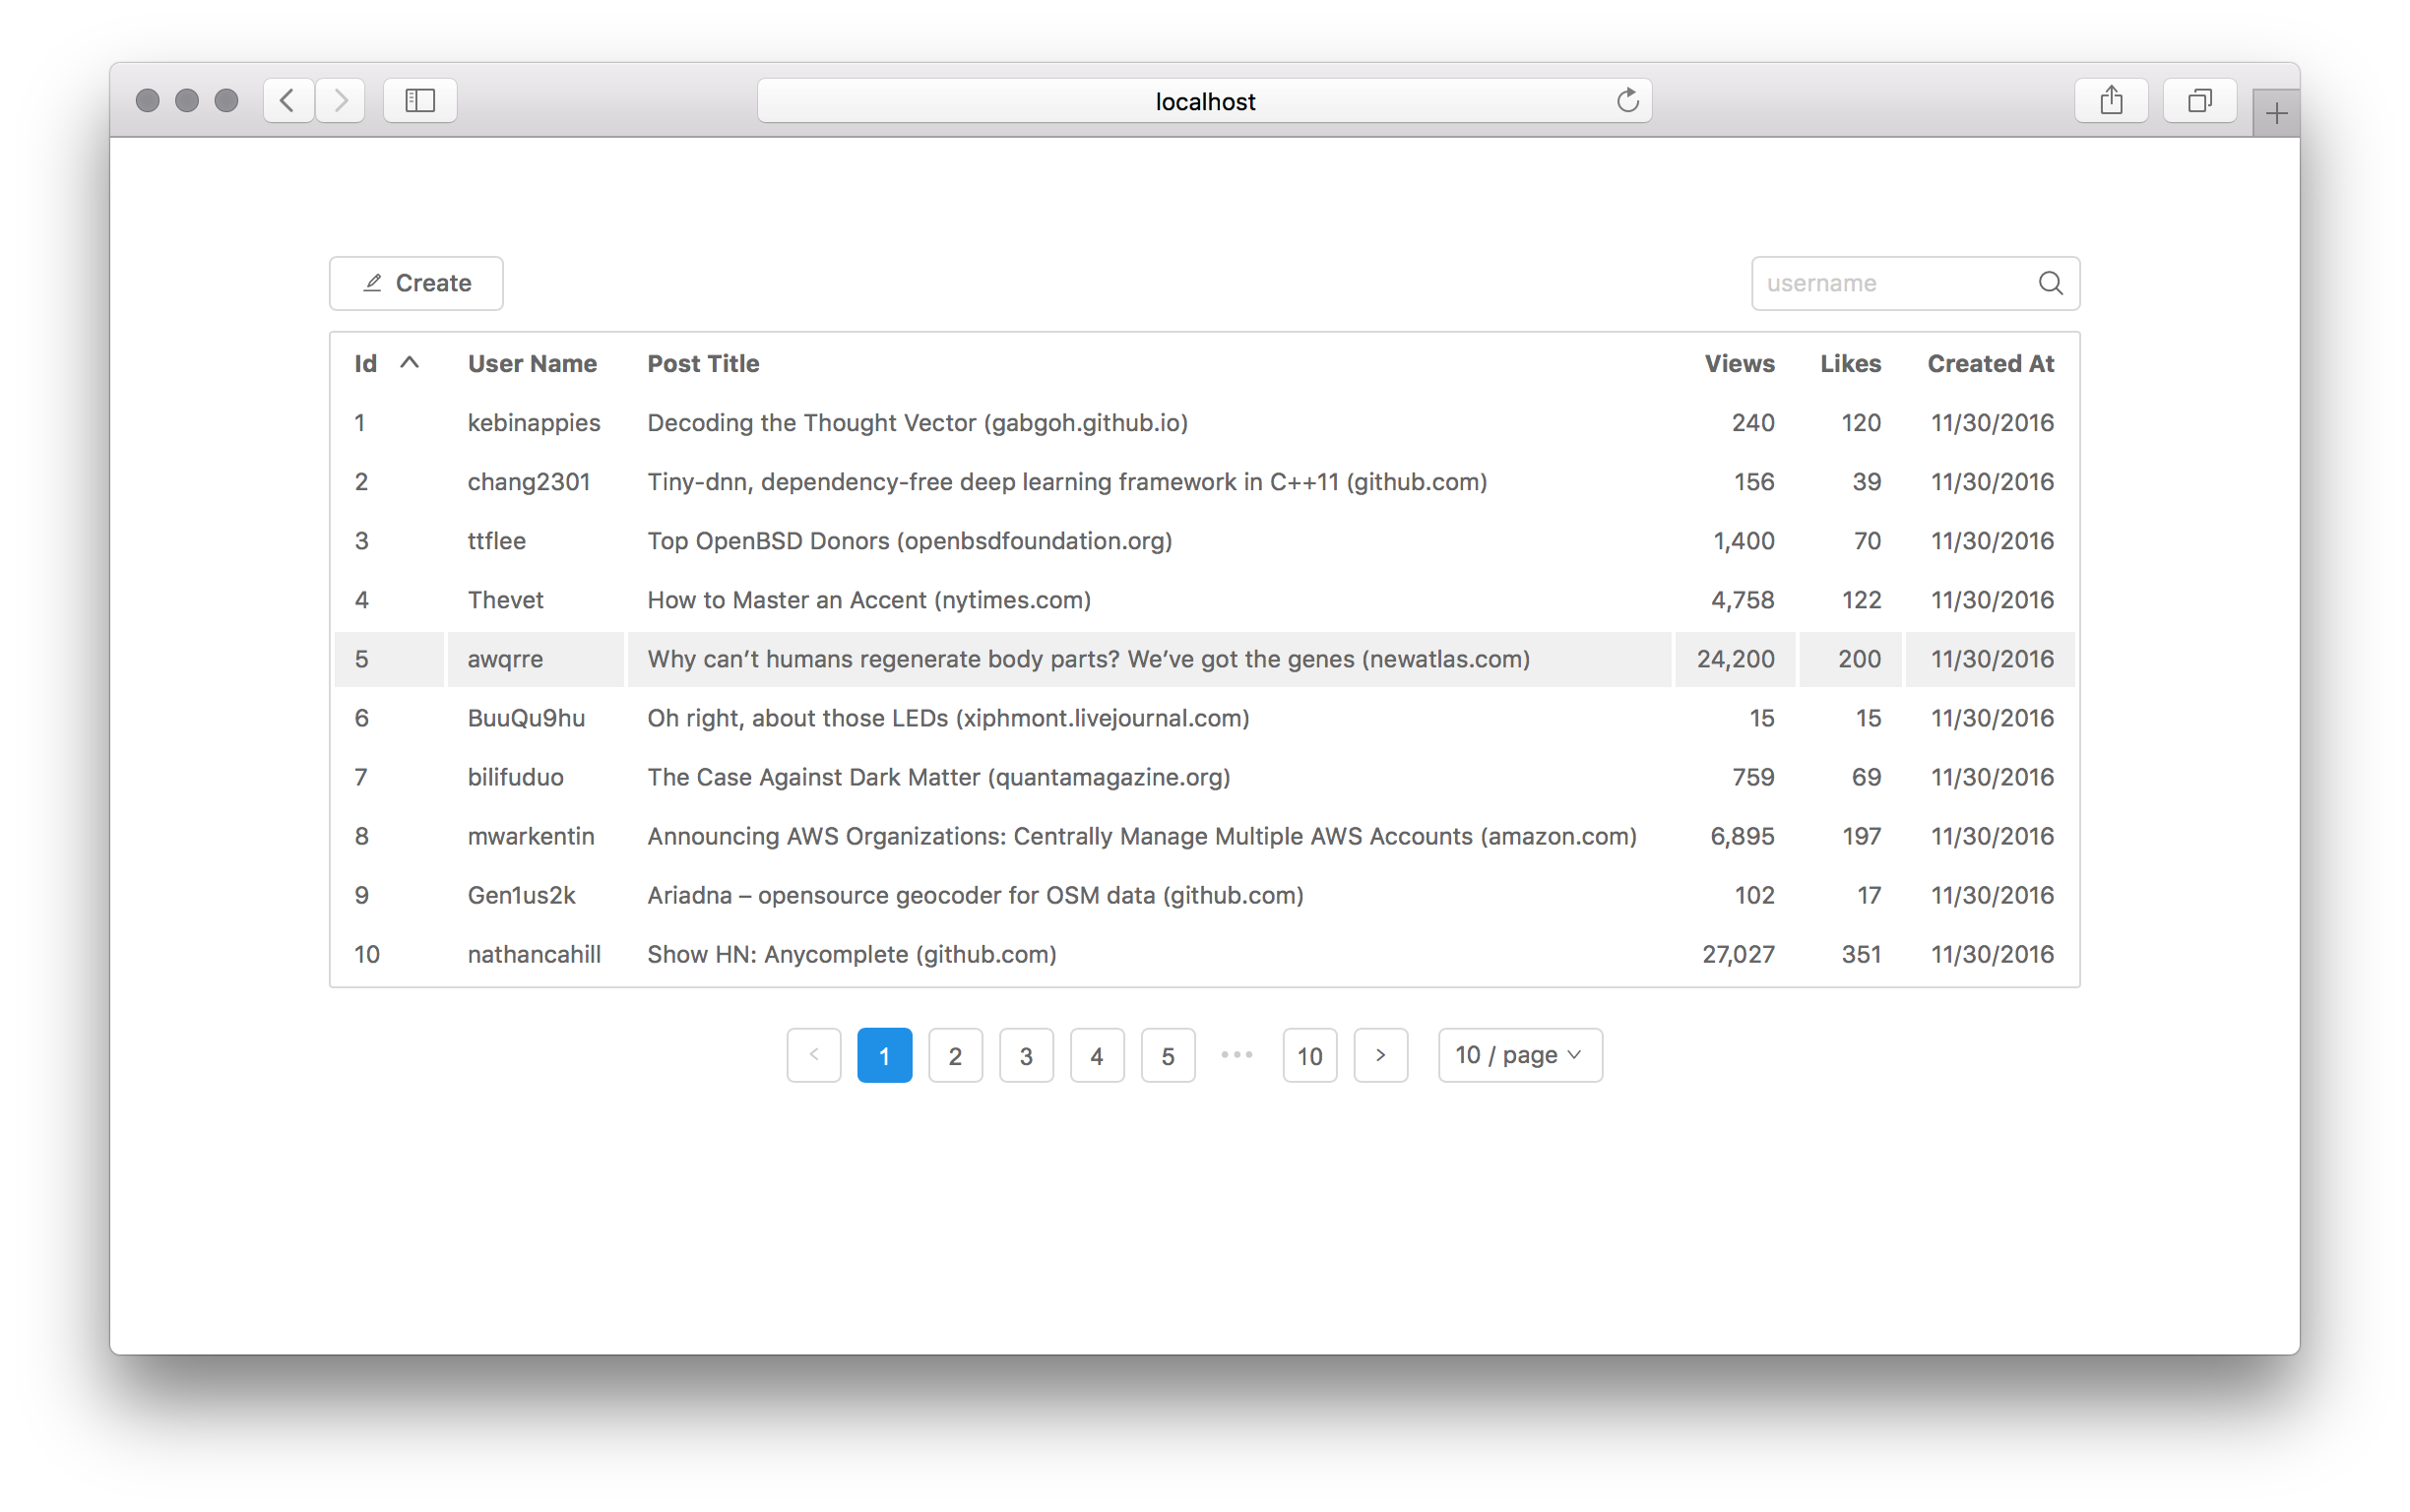 localhost
Create username
Id User Name Post Title Views Likes Created At
1 kebinappies Decoding the Thought Vector (gabgoh.github.io) 240 120 11/30/2016
2 chang2301 Tiny-dnn, dependency-free deep learning framework in C++11 (github.com) 156 39 11/30/2016
3 ttflee Top OpenBSD Donors (openbsdfoundation.org) 1,400 70 11/30/2016
4 Thevet How to Master an Accent (nytimes.com) 4,758 122 11/30/2016
5 awqrre Why can’t humans regenerate body parts? We’ve got the genes (newatlas.com) 24,200 200 11/30/2016
6 BuuQu9hu Oh right, about those LEDs (xiphmont.livejournal.com) 15 15 11/30/2016
7 bilifuduo The Case Against Dark Matter (quantamagazine.org) 759 69 11/30/2016
8 mwarkentin Announcing AWS Organizations: Centrally Manage Multiple AWS Accounts (amazon.com) 6,895 197 11/30/2016
9 Gen1us2k Ariadna – opensource geocoder for OSM data (github.com) 102 17 11/30/2016
10 nathancahill Show HN: Anycomplete (github.com) 27,027 351 11/30/2016
< 1 2 3 4 5 ••• 10 > 10 / page